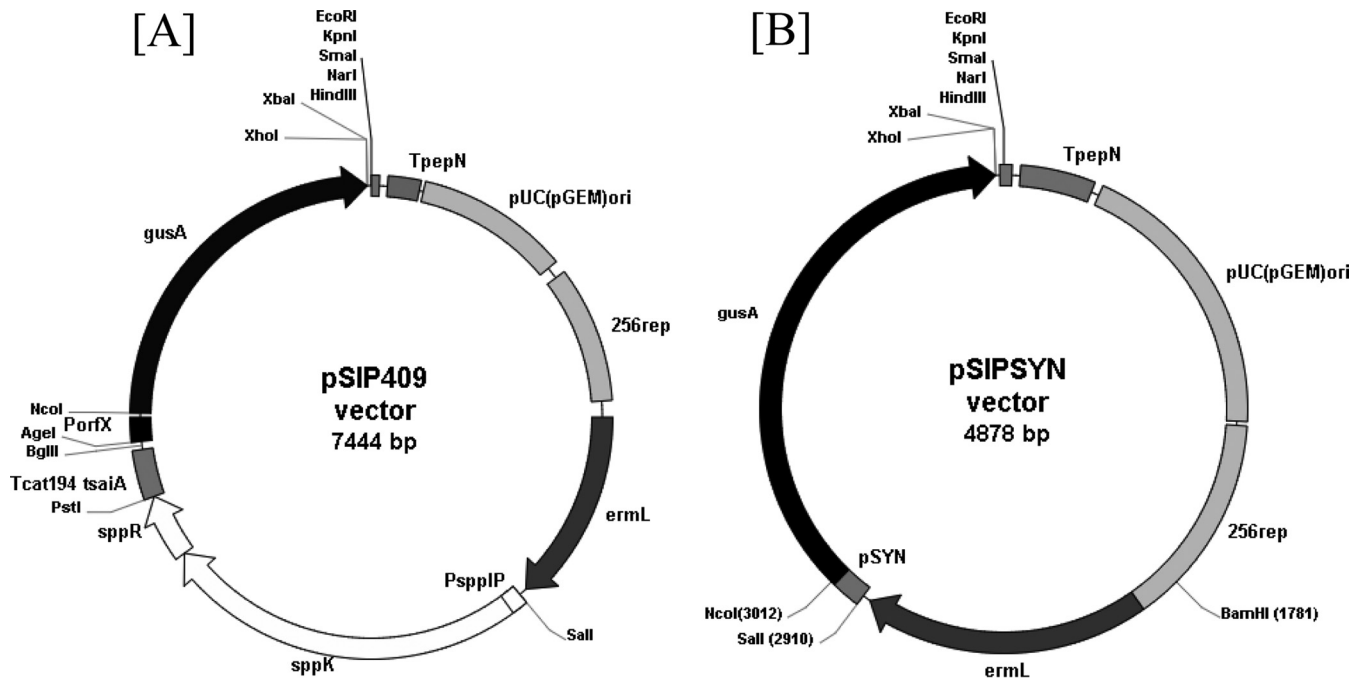 [A]
EcoRI
KpnI
SmaI
NarI
HindIII
XbaI
XhoI
TpepN
pUC(pGEM)ori
gusA
256rep
pSIP409
vector
7444 bp
NcoI
PorfX
AgeI
BglII
Tcat194 tsaiA
PstI
sppR
ermL
PsppIP
SalI
sppK
[B]
EcoRI
KpnI
SmaI
NarI
HindIII
XbaI
XhoI
TpepN
pUC(pGEM)ori
gusA
pSIPSYN
vector
4878 bp
256rep
pSYN
NcoI(3012)
SalI (2910)
BamHI (1781)
ermL